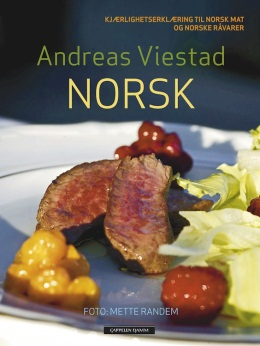 KJÆRLIGHETSERKLÆRING TIL NORSK MAT
OG NORSKE RÅVARER
Andreas Viestad
NORSK
FOTO: METTE RANDEM
CAPPELEN DAMM